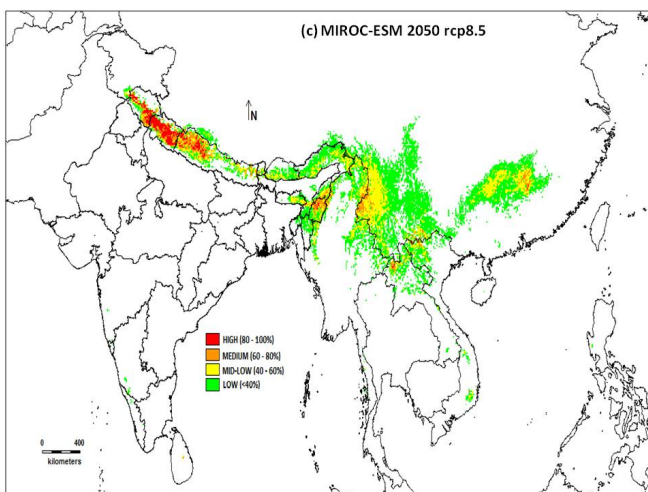 (c) MIROC-ESM 2050 rcp8.5
N
HIGH (80 - 100%)
MEDIUM (60 - 80%)
MID-LOW (40 - 60%)
LOW (<40%)
0 400
kilometers